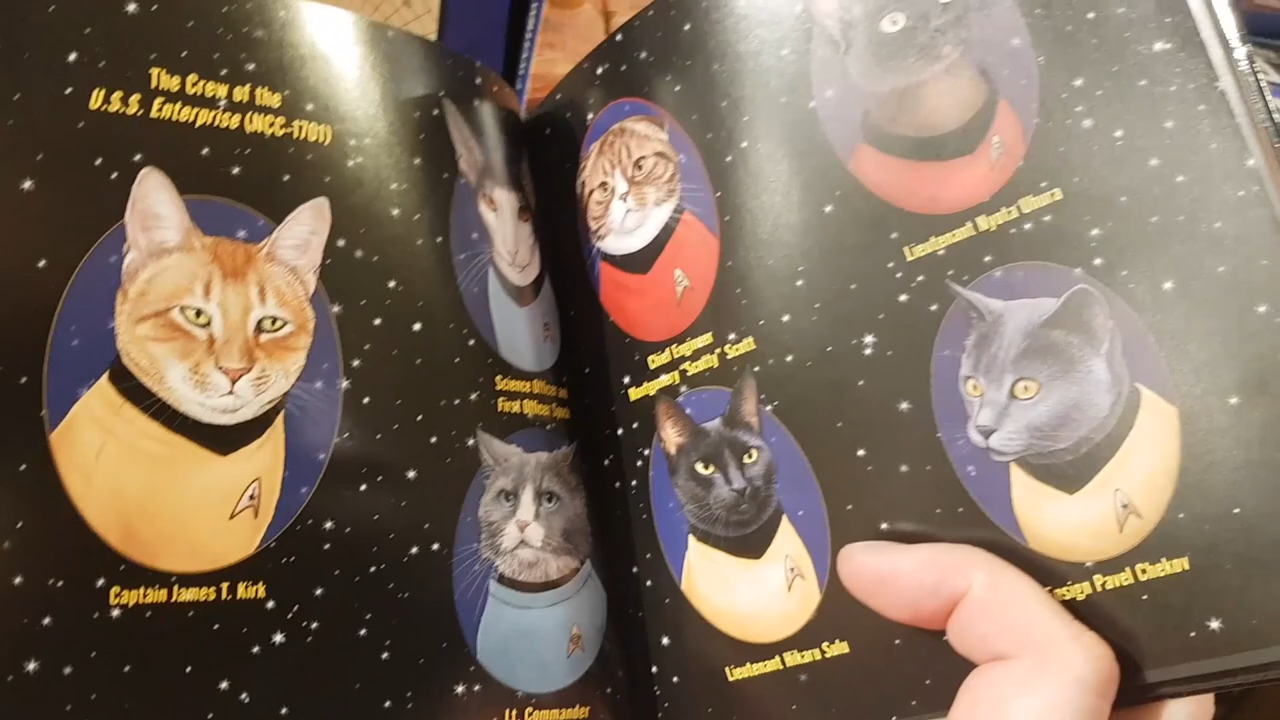 The Crew of the
U.S.S. Enterprise (NCC-1701)
Captain James T. Kirk
Science Officer and
First Officer Spock
Lt. Commander
Chief Engineer
Montgomery "Scotty" Scott
Lieutenant Hikaru Sulu
Lieutenant Nyota Uhura
Ensign Pavel Chekov